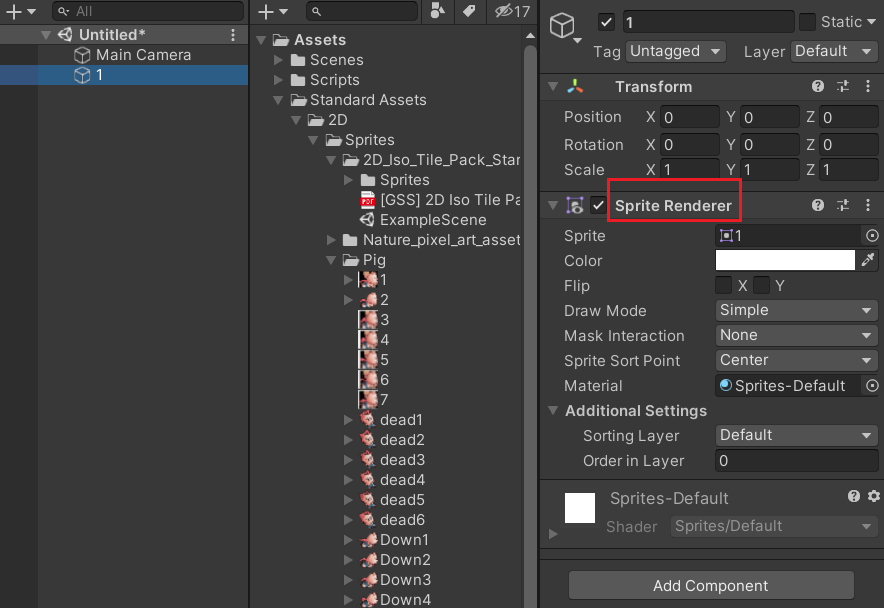 All
Untitled*
Main Camera
1
17
Assets
Scenes
Scripts
Standard Assets
2D
Sprites
2D_Iso_Tile_Pack_Star
Sprites
PDF [GSS] 2D Iso Tile Pa
ExampleScene
Nature_pixel_art_asset
Pig
1
2
3
4
5
6
7
dead1
dead2
dead3
dead4
dead5
dead6
Down1
Down2
Down3
Down4
1 Static
Tag Untagged Layer Default
Transform
Position X 0 Y 0 Z 0
Rotation X 0 Y 0 Z 0
Scale X 1 Y 1 Z 1
Sprite Renderer
Sprite 1
Color
Flip X Y
Draw Mode Simple
Mask Interaction None
Sprite Sort Point Center
Material Sprites-Default
Additional Settings
Sorting Layer Default
Order in Layer 0
Sprites-Default
Shader Sprites/Default
Add Component